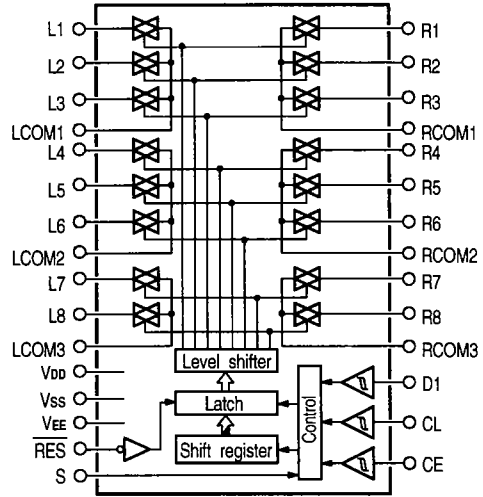 L1 R1
L2 R2
L3 R3
LCOM1 RCOM1
L4 R4
L5 R5
L6 R6
LCOM2 RCOM2
L7 R7
L8 R8
LCOM3 RCOM3
Level shifter
VDD D1
Latch
VSS Control CL
VEE
RES Shift register CE
S